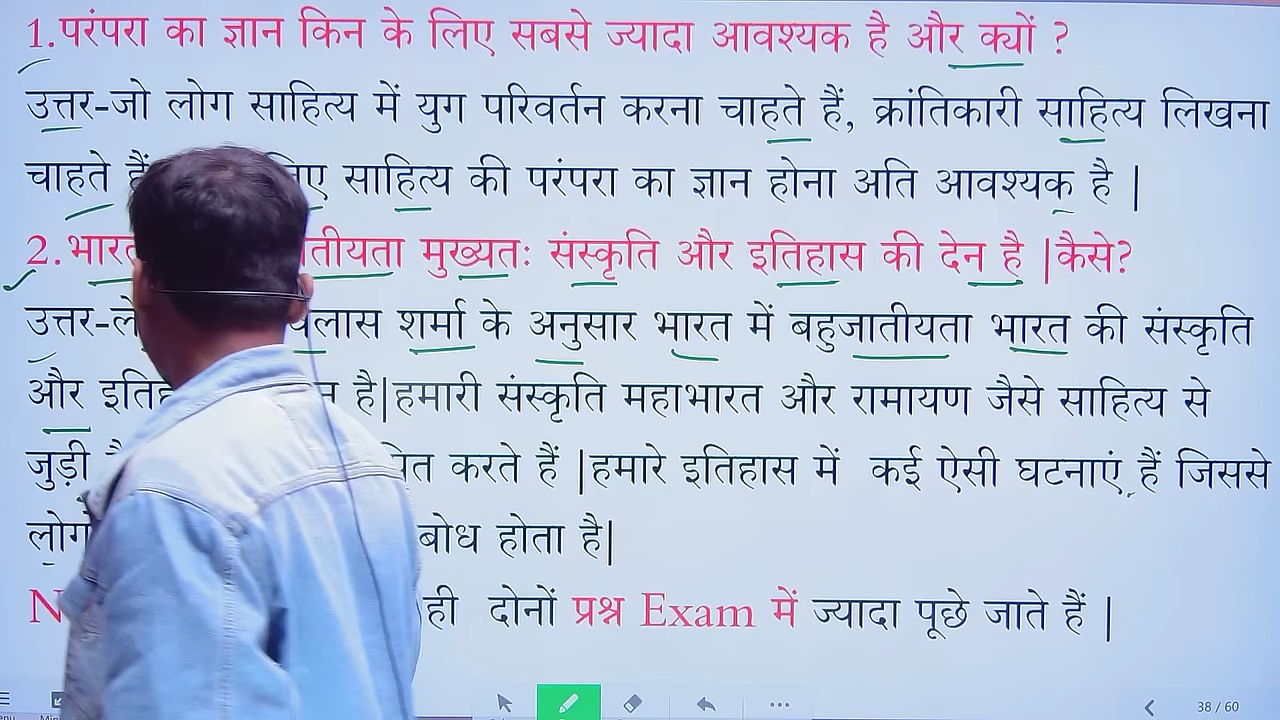 1.परंपरा का ज्ञान किन के लिए सबसे ज्यादा आवश्यक है और क्यों ?
उत्तर-जो लोग साहित्य में युग परिवर्तन करना चाहते हैं, क्रांतिकारी साहित्य लिखना
चाहते साहित्य की परंपरा का ज्ञान होना अति आवश्यक है |
2. मुख्यतः संस्कृति और इतिहास की देन है |कैसे?
उत्तर- शर्मा के अनुसार भारत में बहुजातीयता भारत की संस्कृति
और है|हमारी संस्कृति महाभारत और रामायण जैसे साहित्य से
जुड़ी करते हैं |हमारे इतिहास में कई ऐसी घटनाएं हैं जिससे
बोध होता है|
ही दोनों प्रश्न Exam में ज्यादा पूछे जाते हैं |
38 / 60